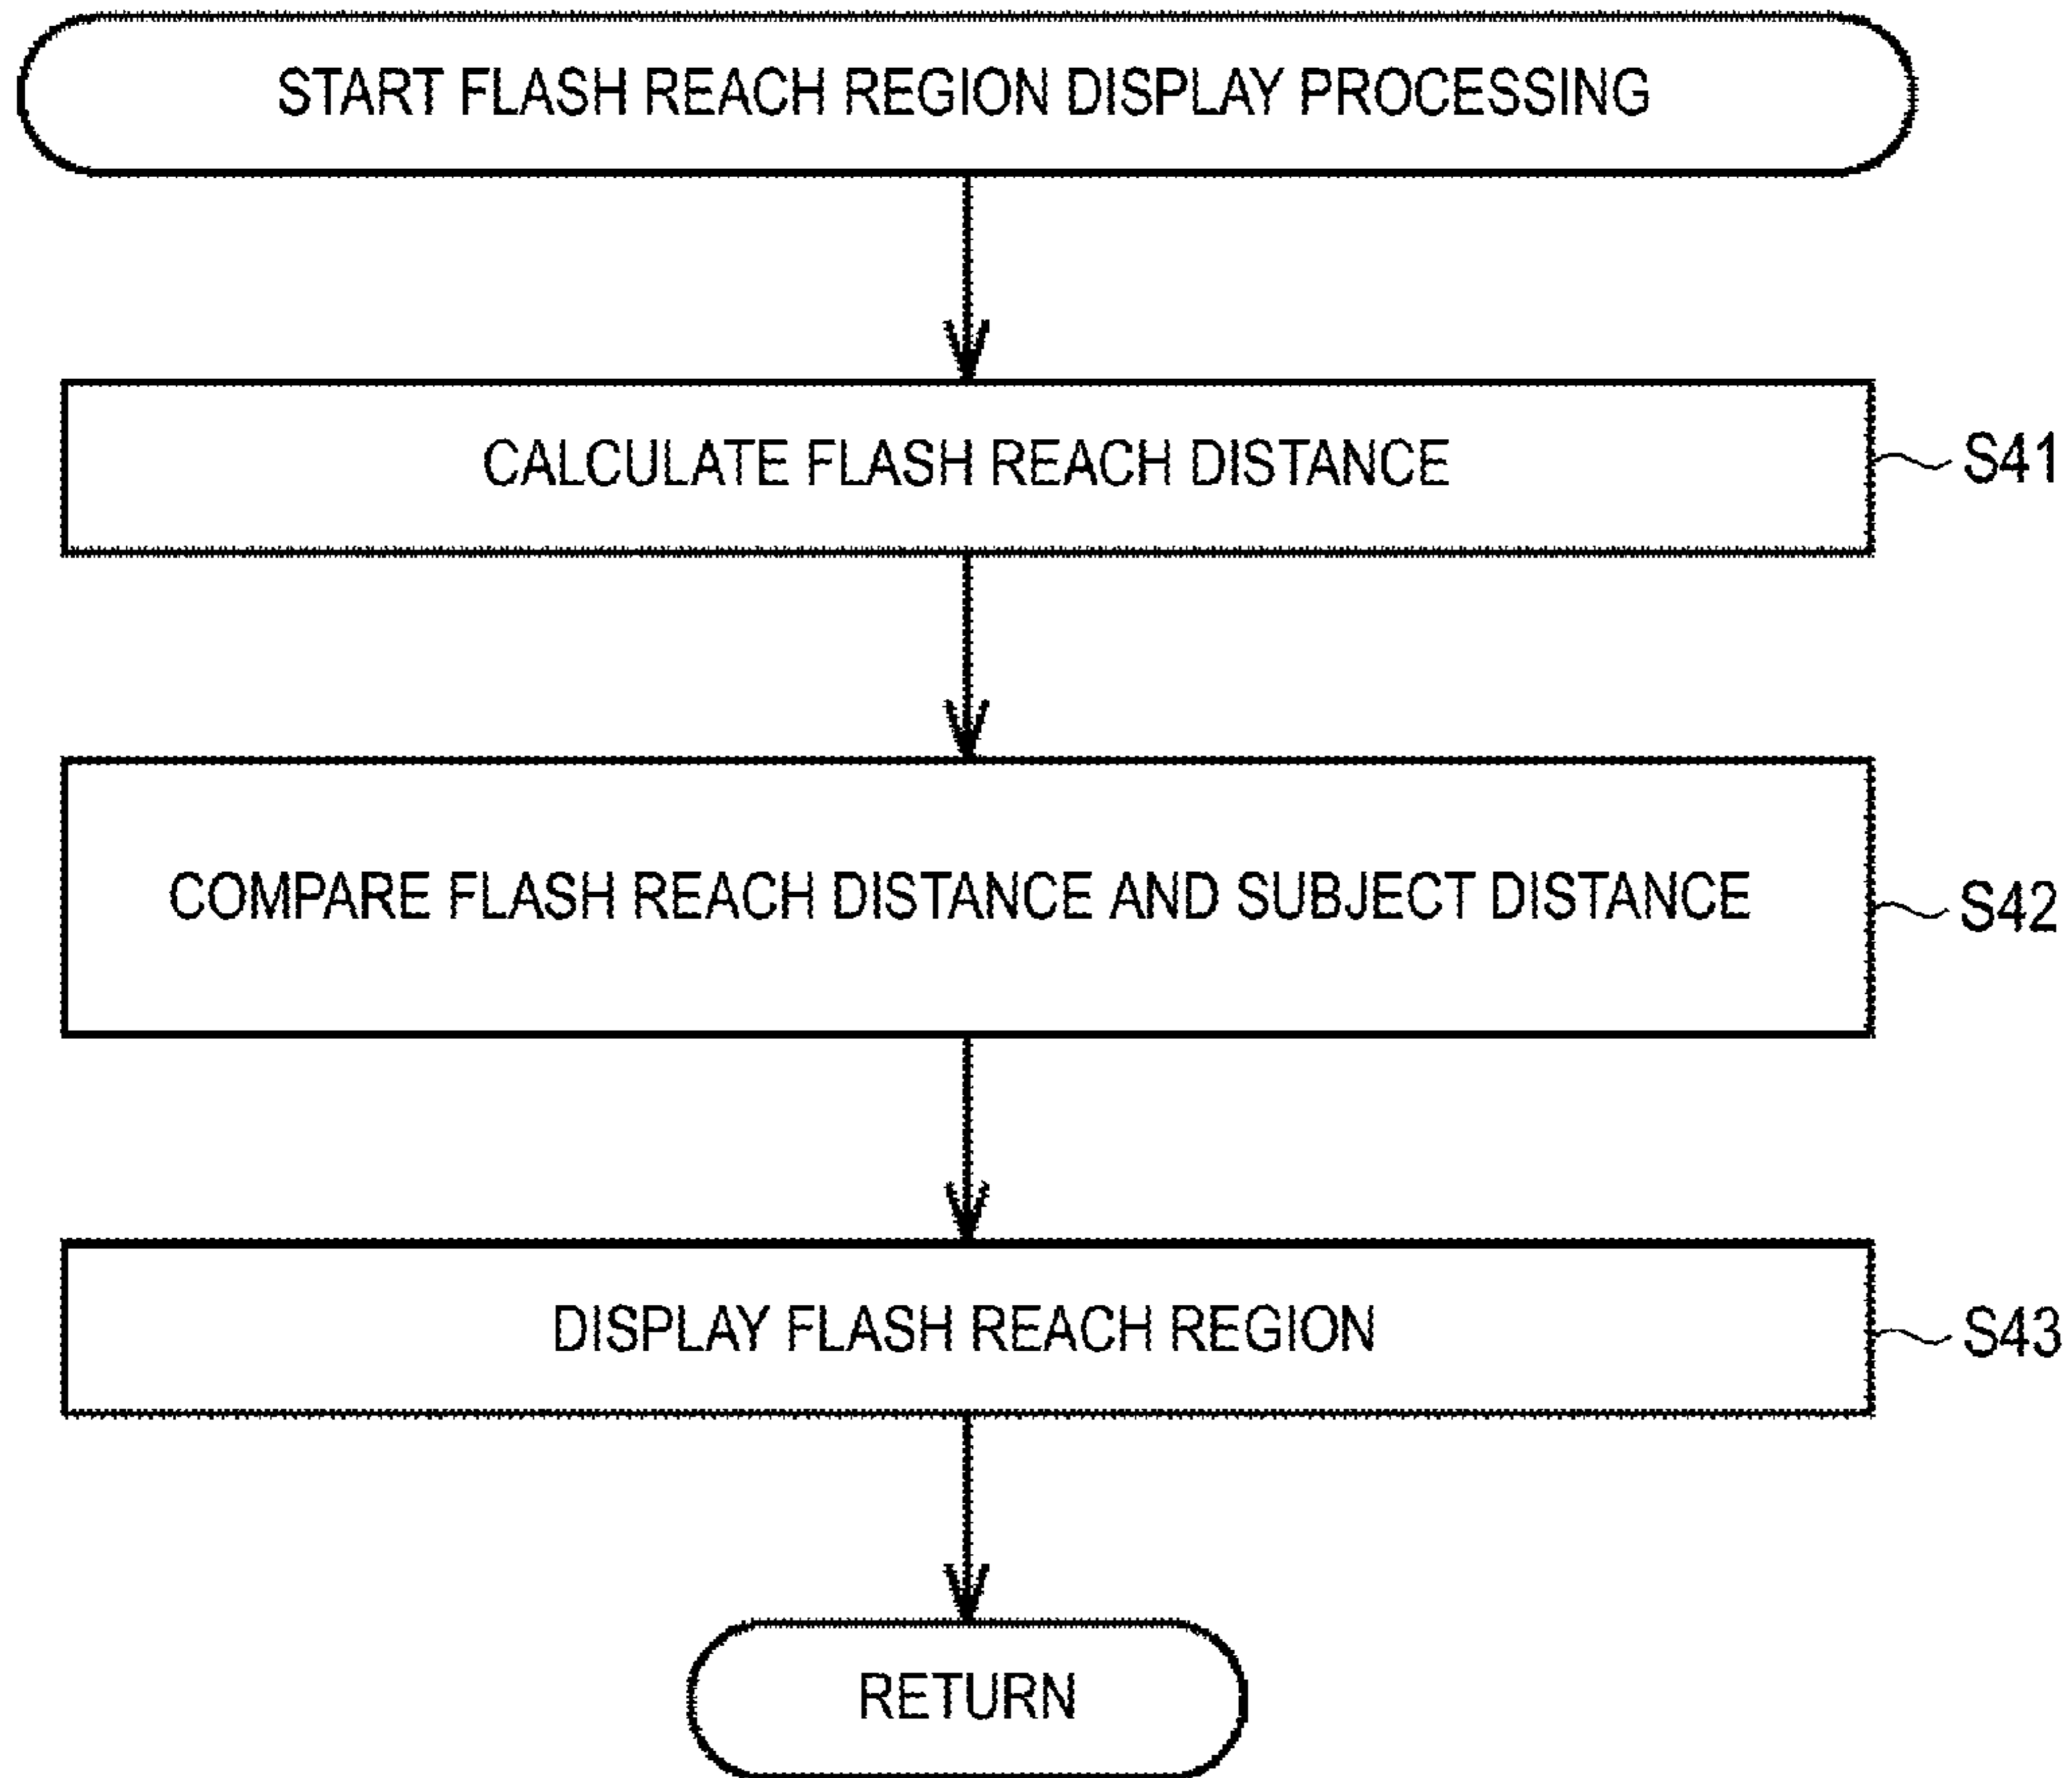 START FLASH REACH REGION DISPLAY PROCESSING
CALCULATE FLASH REACH DISTANCE
S41
COMPARE FLASH REACH DISTANCE AND SUBJECT DISTANCE
S42
DISPLAY FLASH REACH REGION
S43
RETURN